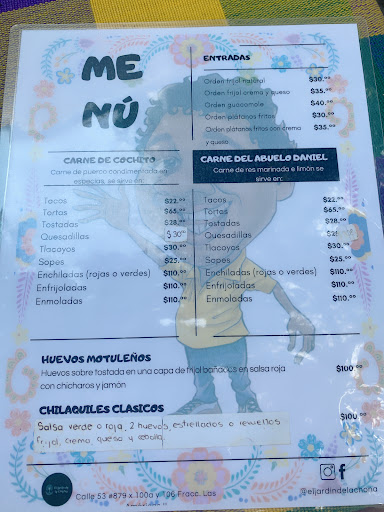 ME
NÚ
ENTRADAS
Orden frijol natural $30.00
Orden frijol crema y queso $35.00
Orden guacamole $40.00
Orden plátanos fritos $30.00
Orden plátanos fritos con crema y queso $35.00
CARNE DE COCHITO
Carne de puerco condimentada en
especias, se sirve en:
Tacos $22.00
Tortas $65.00
Tostadas $28.00
Quesadillas $30.00
Tlacoyos $30.00
Sopes $25.00
Enchiladas (rojas o verdes) $110.00
Enfrijoladas $110.00
Enmoladas $110.00
CARNE DEL ABUELO DANIEL
Carne de res marinada e limón se
sirve en:
Tacos $22.00
Tortas $65.00
Tostadas $28.00
Quesadillas
Tlacoyos $30.00
Sopes $25.00
Enchiladas (rojas o verdes) $110.00
Enfrijoladas $110.00
Enmoladas $110.00
HUEVOS MOTULEÑOS
Huevos sobre tostada en una capa de frijol bañados en salsa roja
con chicharos y jamón $100.00
CHILAQUILES CLASICOS $100.00
Salsa verde o roja, 2 huevos, estrellados o revueltos
frijol, crema, queso y cebolla.
Calle 53 #879 x 100a y 106 Fracc. Las
@eljardindelachona